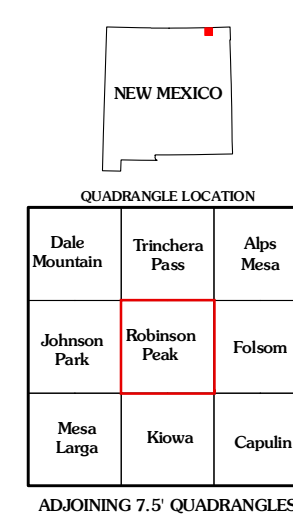 NEW MEXICO
QUADRANGLE LOCATION
Dale
Mountain
Trinchera
Pass
Alps
Mesa
Johnson
Park
Robinson
Peak
Folsom
Mesa
Larga
Kiowa
Capulin
ADJOINING 7.5' QUADRANGLES